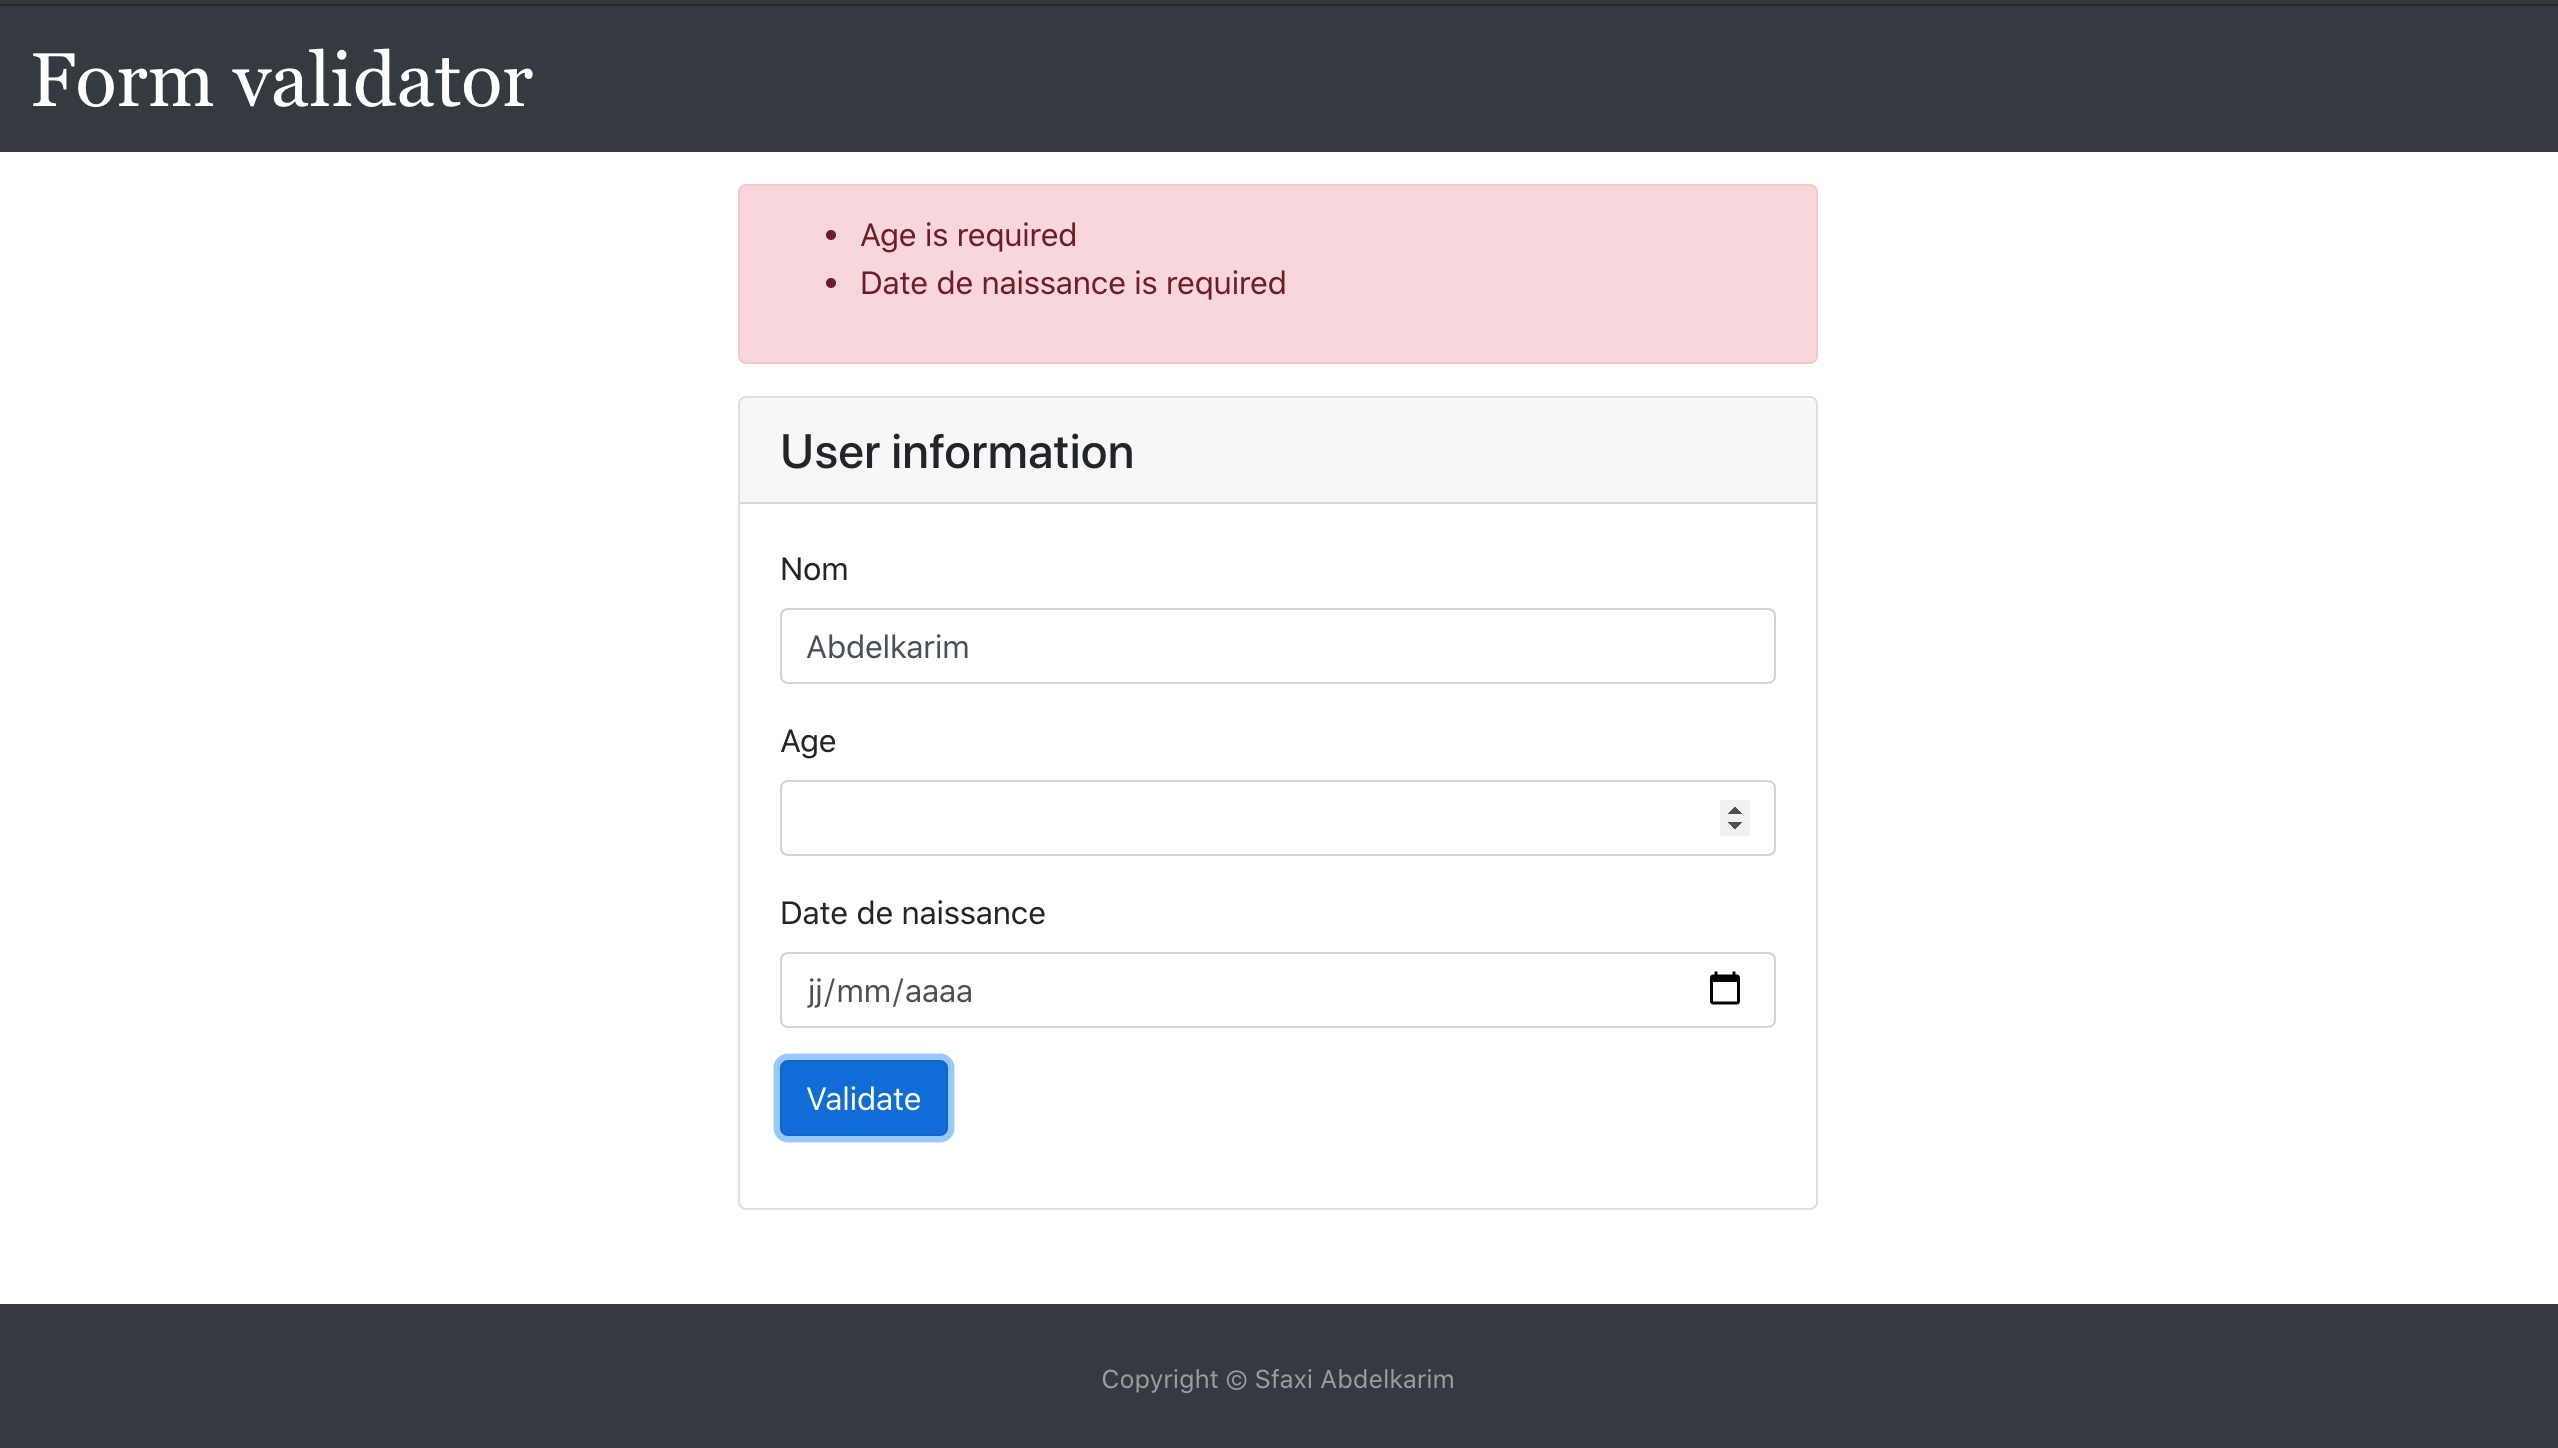 Form validator
Age is required
Date de naissance is required
User information
Nom
Abdelkarim
Age
Date de naissance
jj/mm/aaaa
Validate
Copyright © Sfaxi Abdelkarim